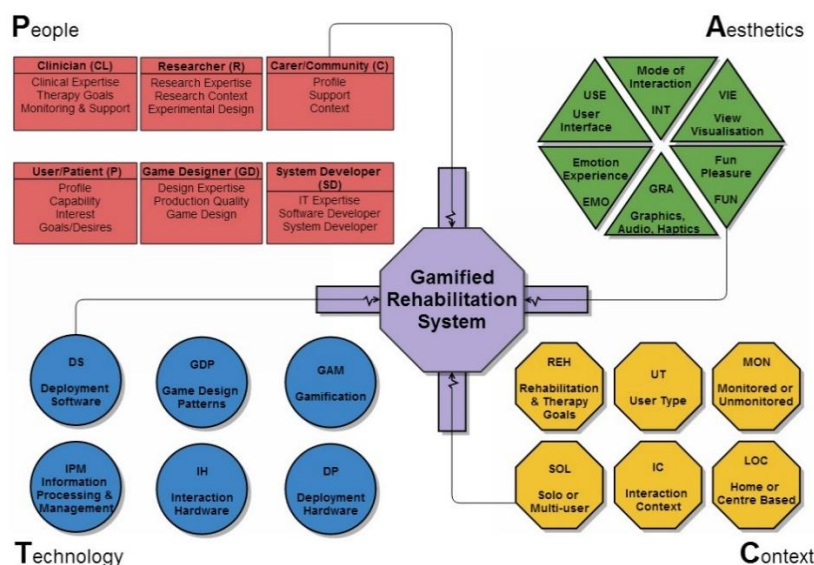 People
Clinician (CL)
Clinical Expertise
Therapy Goals
Monitoring & Support
Researcher (R)
Research Expertise
Research Context
Experimental Design
Carer/Community (C)
Profile
Support
Context
User/Patient (P)
Profile
Capability
Interest
Goals/Desires
Game Designer (GD)
Design Expertise
Production Quality
Game Design
System Developer
(SD)
IT Expertise
Software Developer
System Developer
Aesthetics
USE
User
Interface
Mode of
Interaction
INT
VIE
View
Visualisation
Emotion
Experience
EMO
GRA
Graphics,
Audio, Haptics
Fun
Pleasure
FUN
Gamified
Rehabilitation
System
DS
Deployment
Software
GDP
Game Design
Patterns
GAM
Gamification
IPM
Information
Processing &
Management
IH
Interaction
Hardware
DP
Deployment
Hardware
Technology
REH
Rehabilitation
& Therapy
Goals
UT
User Type
MON
Monitored or
Unmonitored
SOL
Solo or
Multi-user
IC
Interaction
Context
LOC
Home or
Centre Based
Context